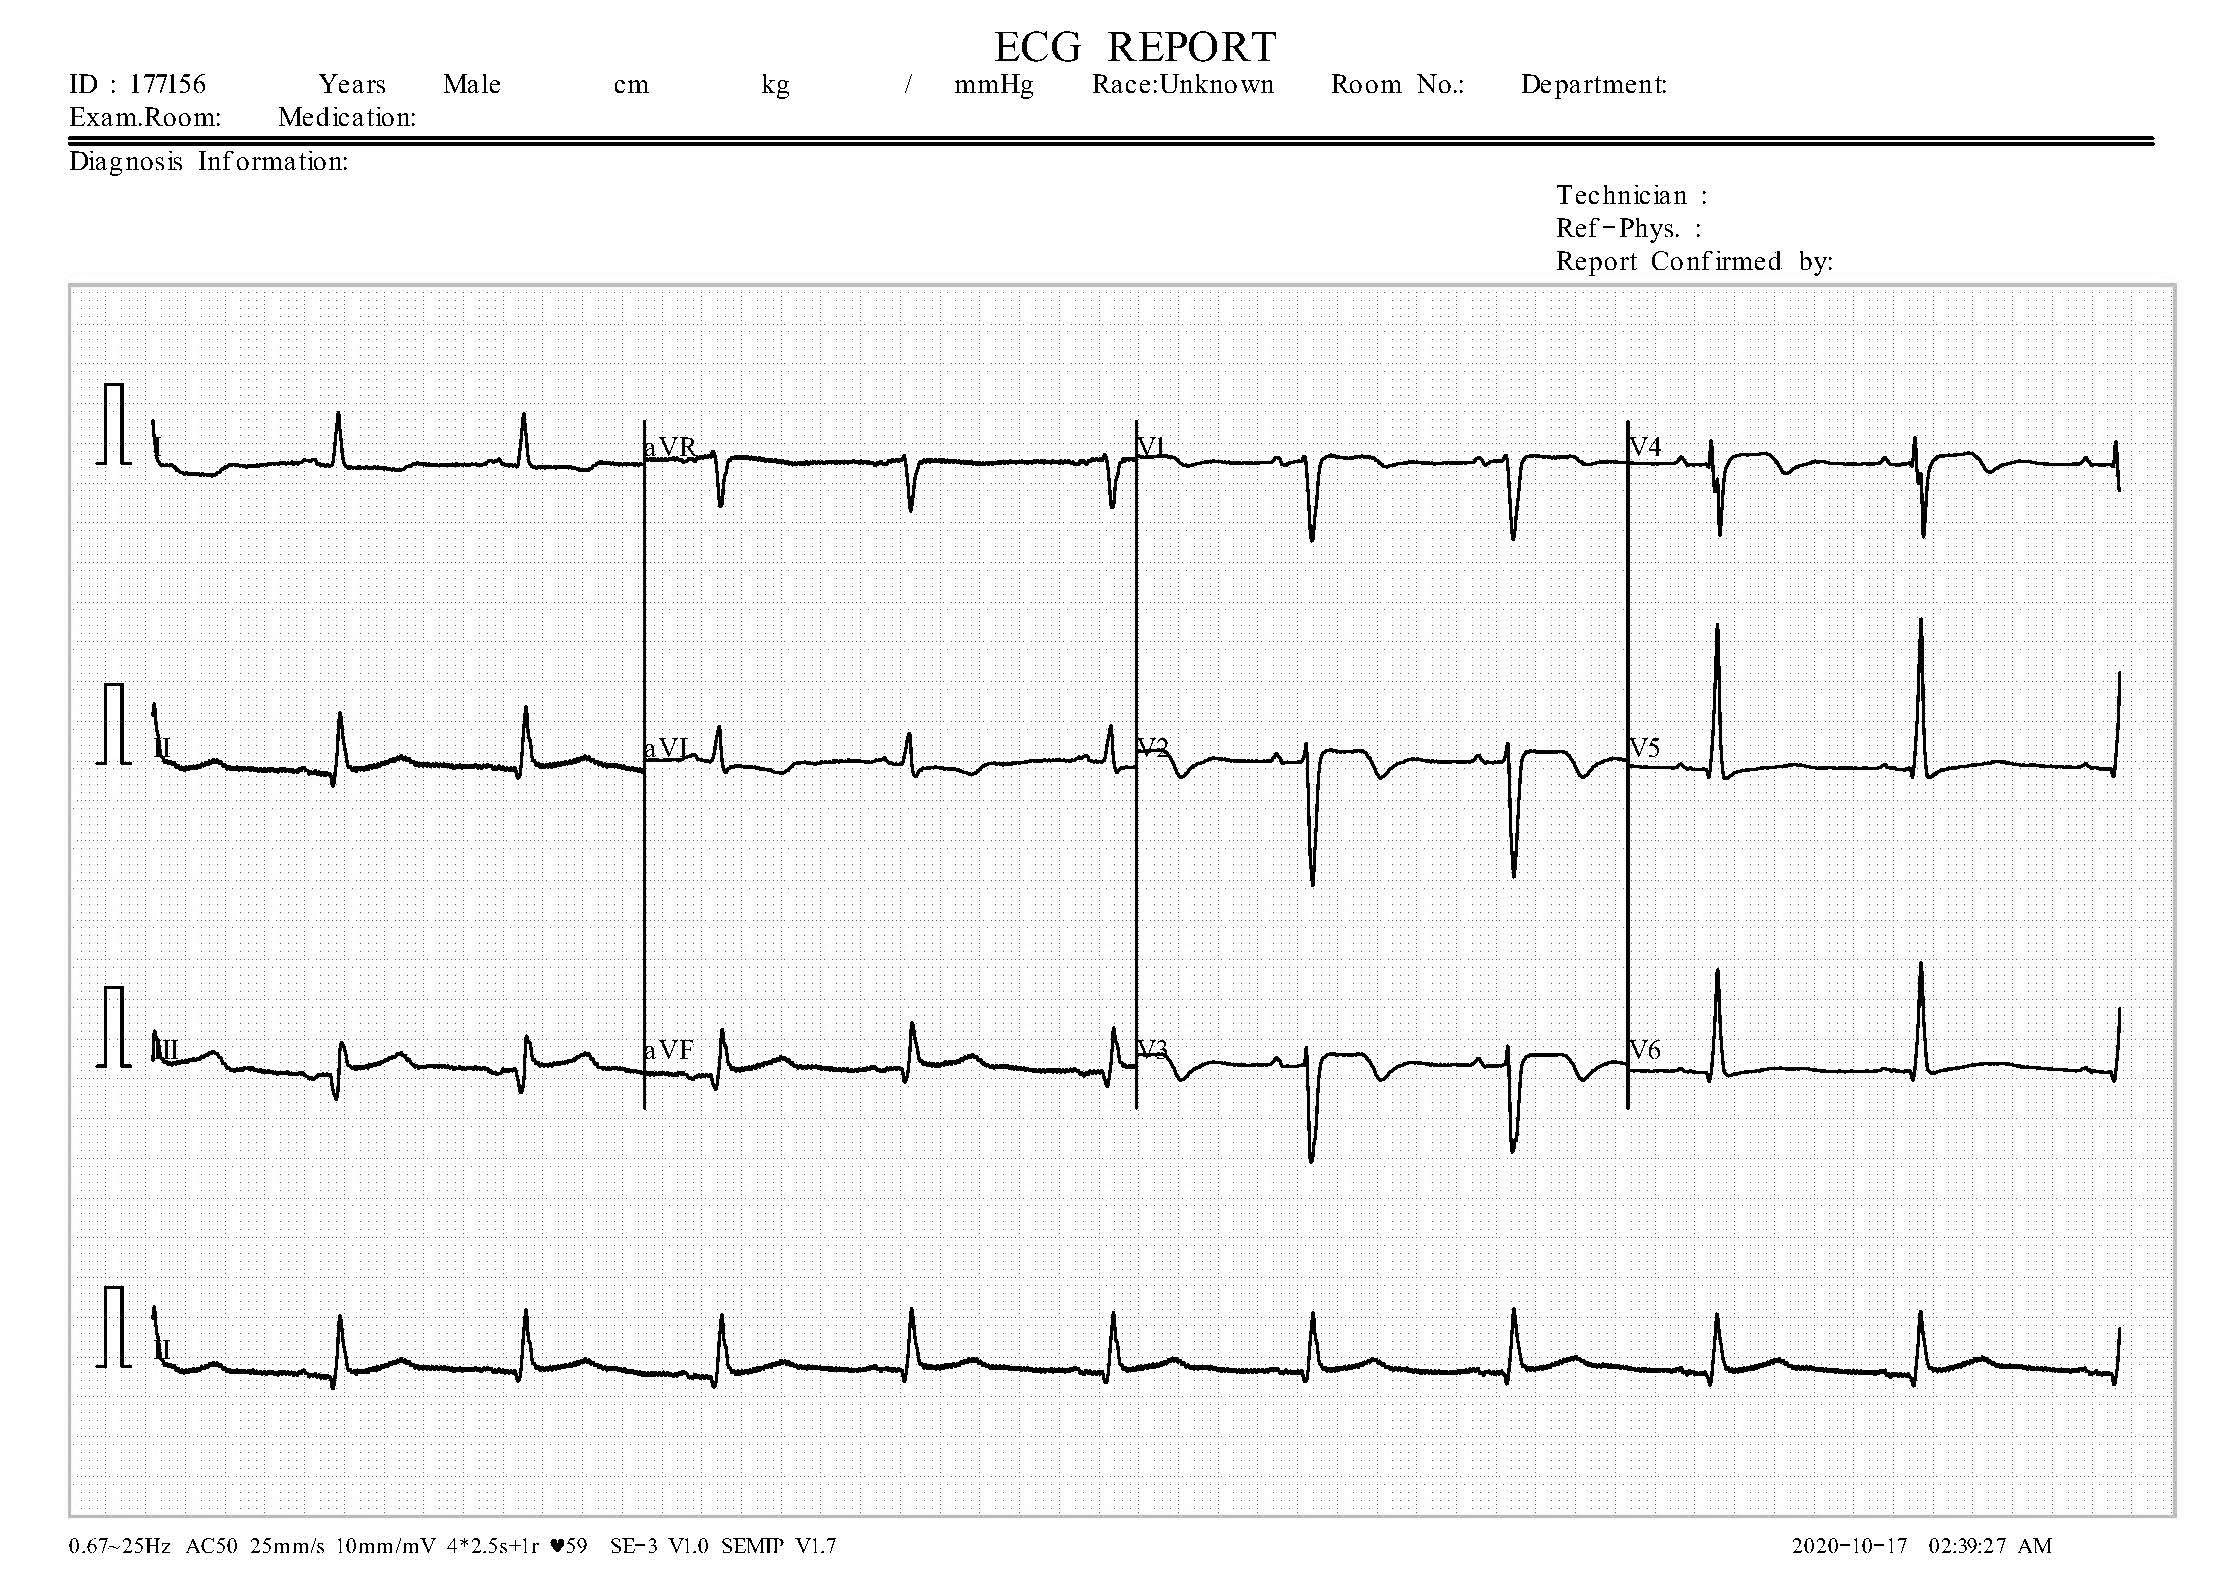 ECG REPORT
ID : 177156 Years Male cm kg / mmHg Race:Unknown Room No.: Department:
Exam.Room: Medication:
Diagnosis Information:
Technician :
Ref-Phys. :
Report Confirmed by:
I aVR V1 V4
II aVL V2 V5
III aVF V3 V6
II
0.67~25Hz AC50 25mm/s 10mm/mV 4*2.5s+1r ♥59 SE-3 V1.0 SEMIP V1.7 2020-10-17 02:39:27 AM